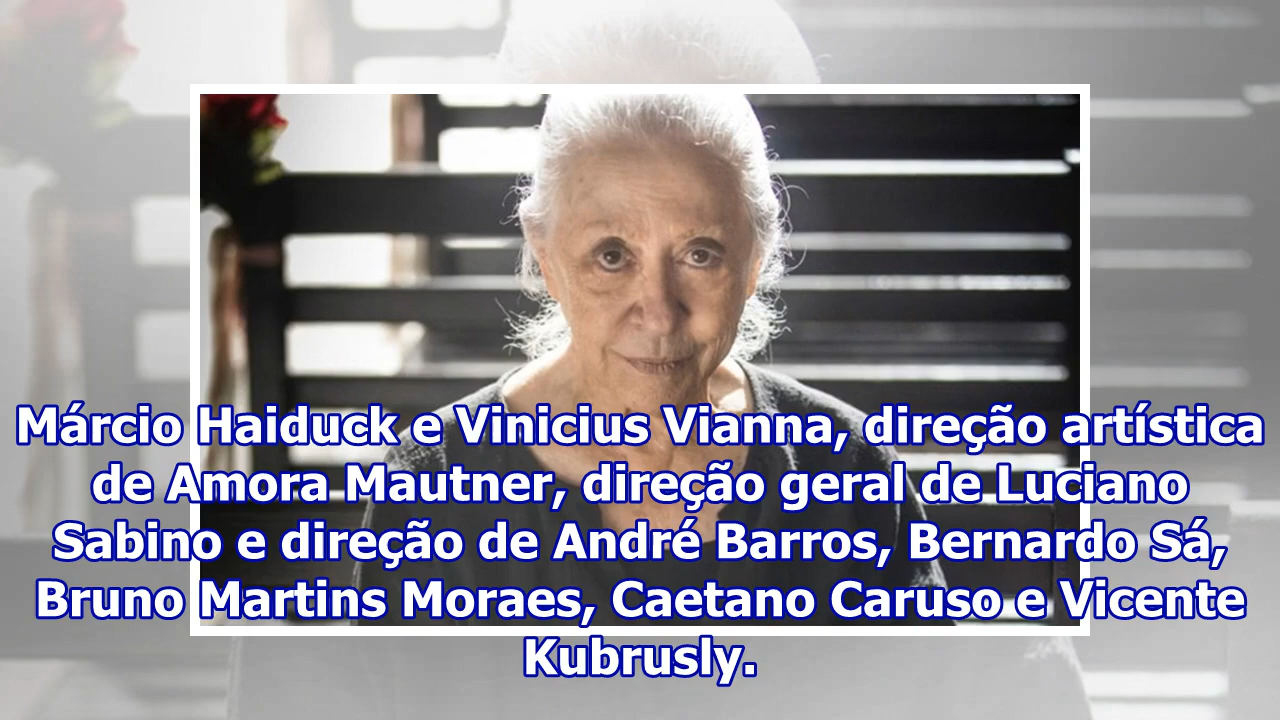 Márcio Haiduck e Vinicius Vianna, direção artística
de Amora Mautner, direção geral de Luciano
Sabino e direção de André Barros, Bernardo Sá,
Bruno Martins Moraes, Caetano Caruso e Vicente
Kubrusly.